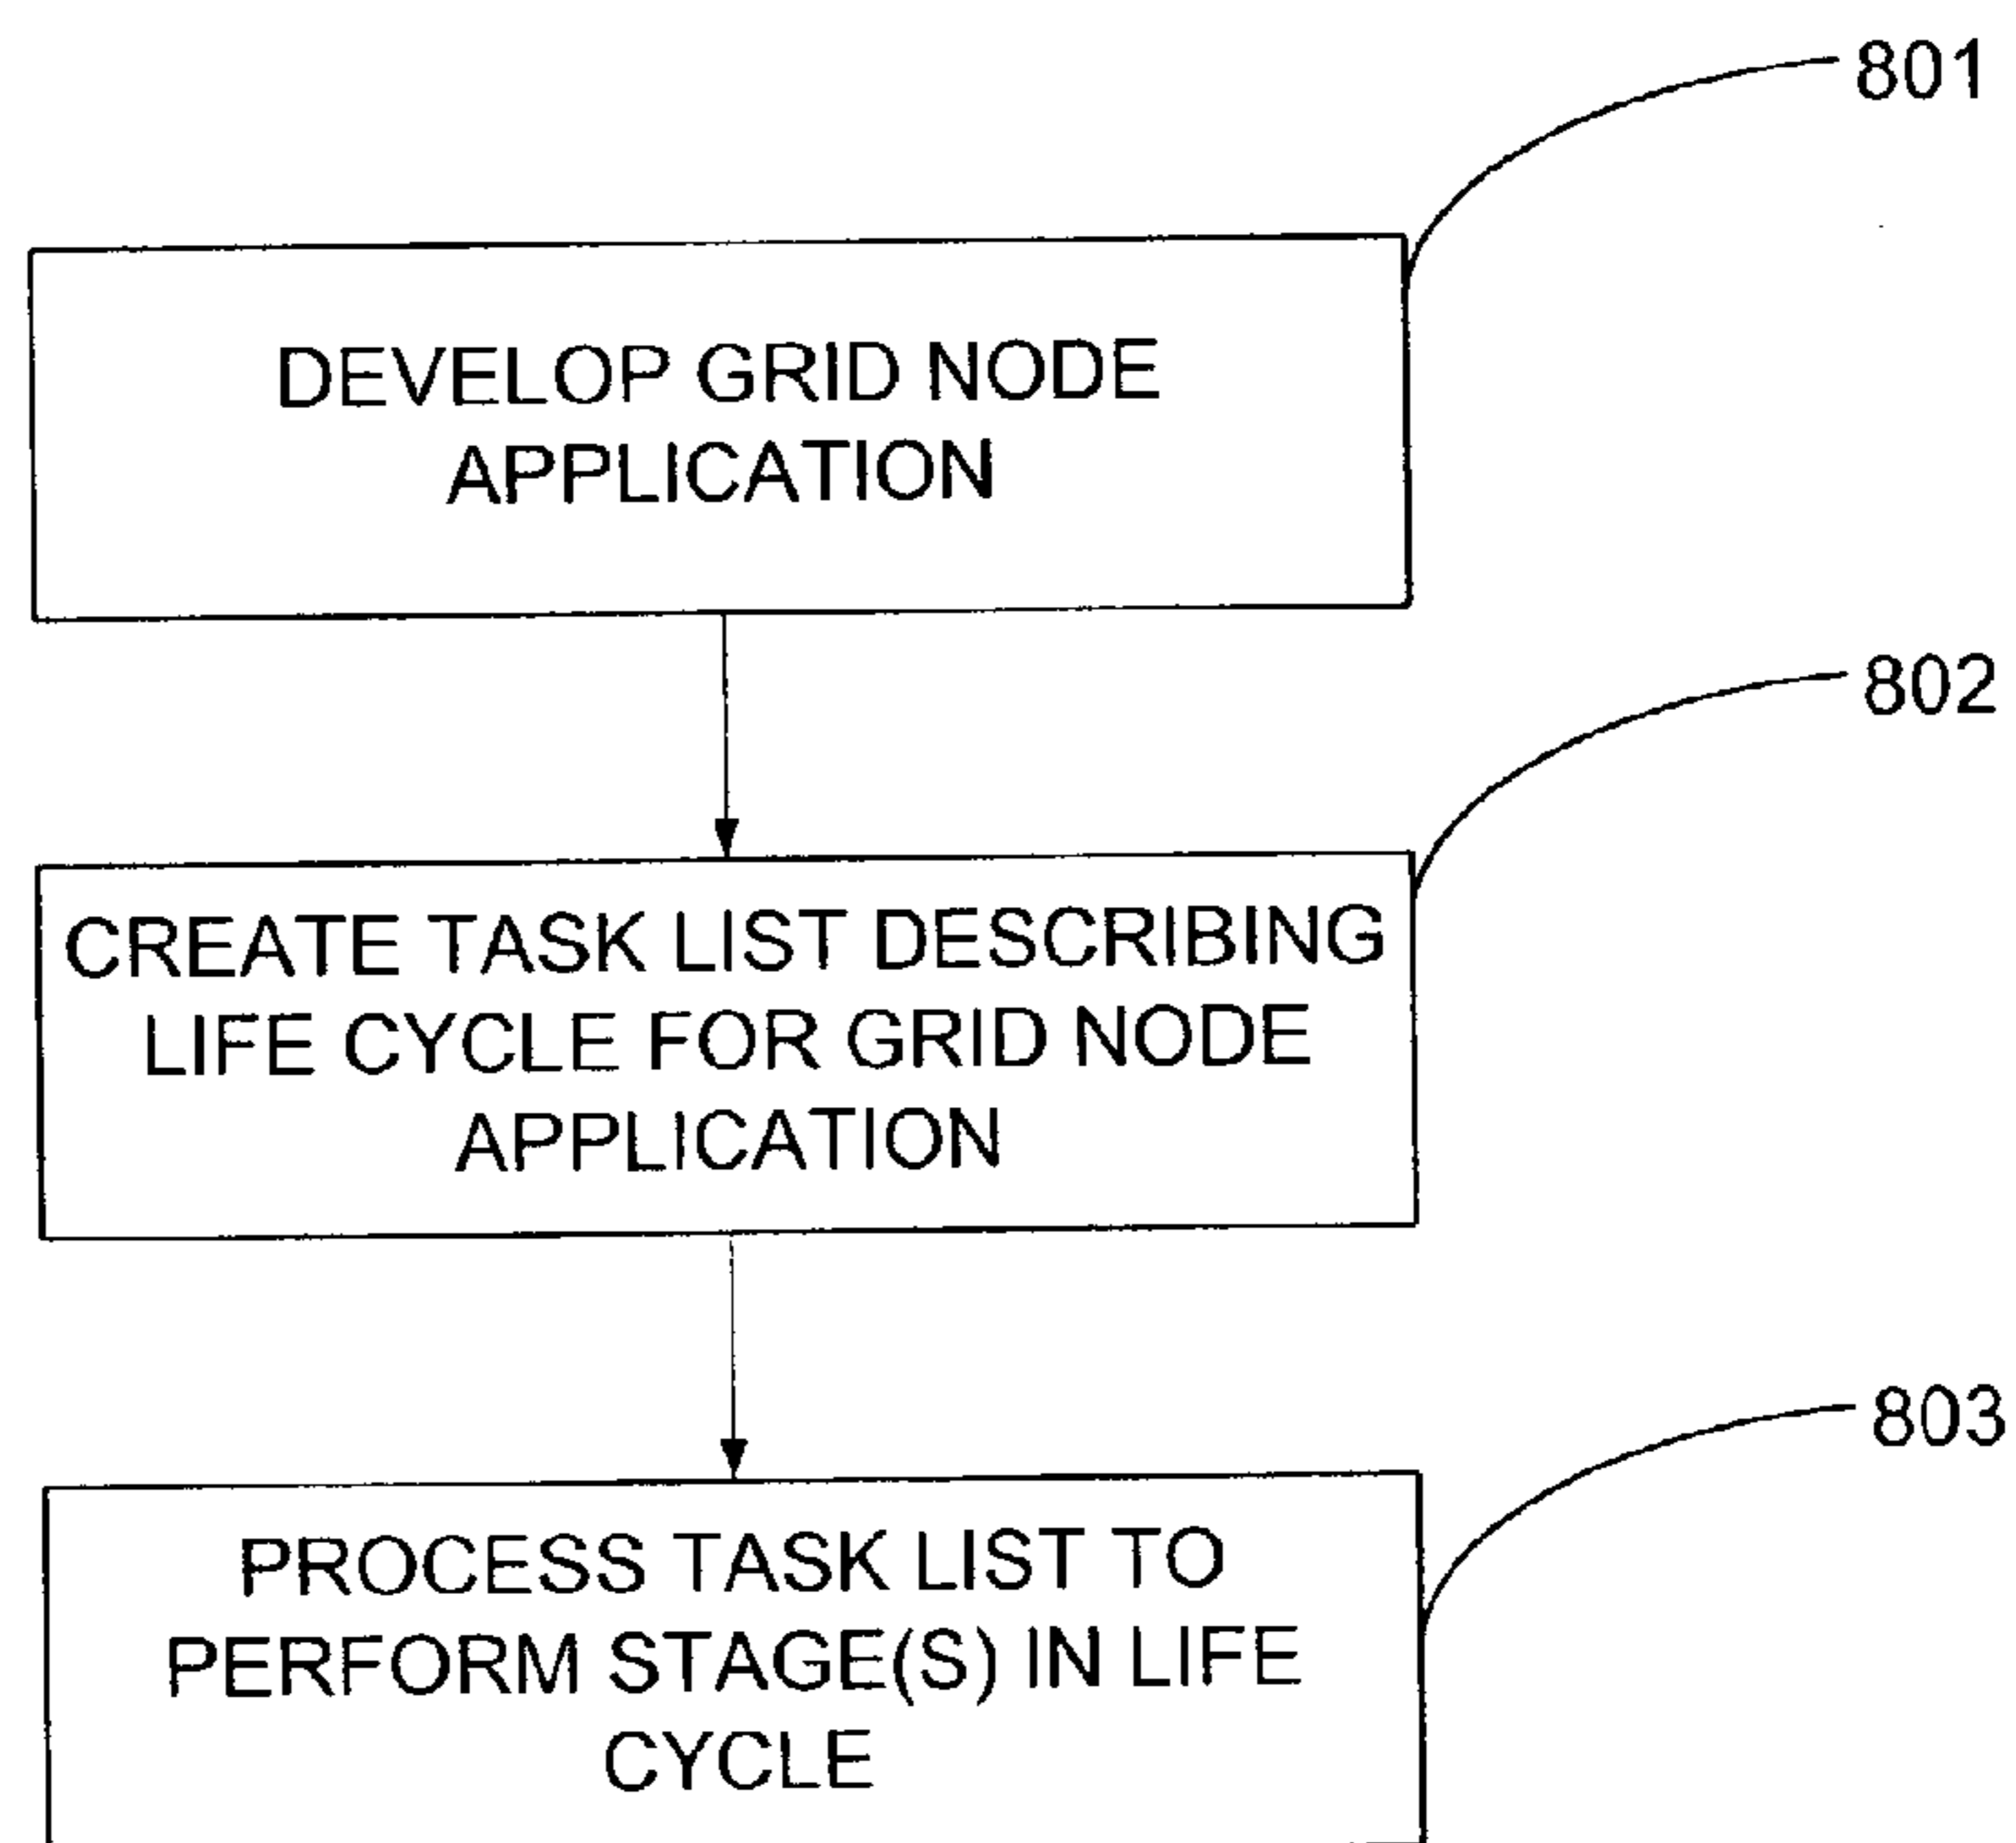 801
DEVELOP GRID NODE
APPLICATION
802
CREATE TASK LIST DESCRIBING
LIFE CYCLE FOR GRID NODE
APPLICATION
803
PROCESS TASK LIST TO
PERFORM STAGE(S) IN LIFE
CYCLE